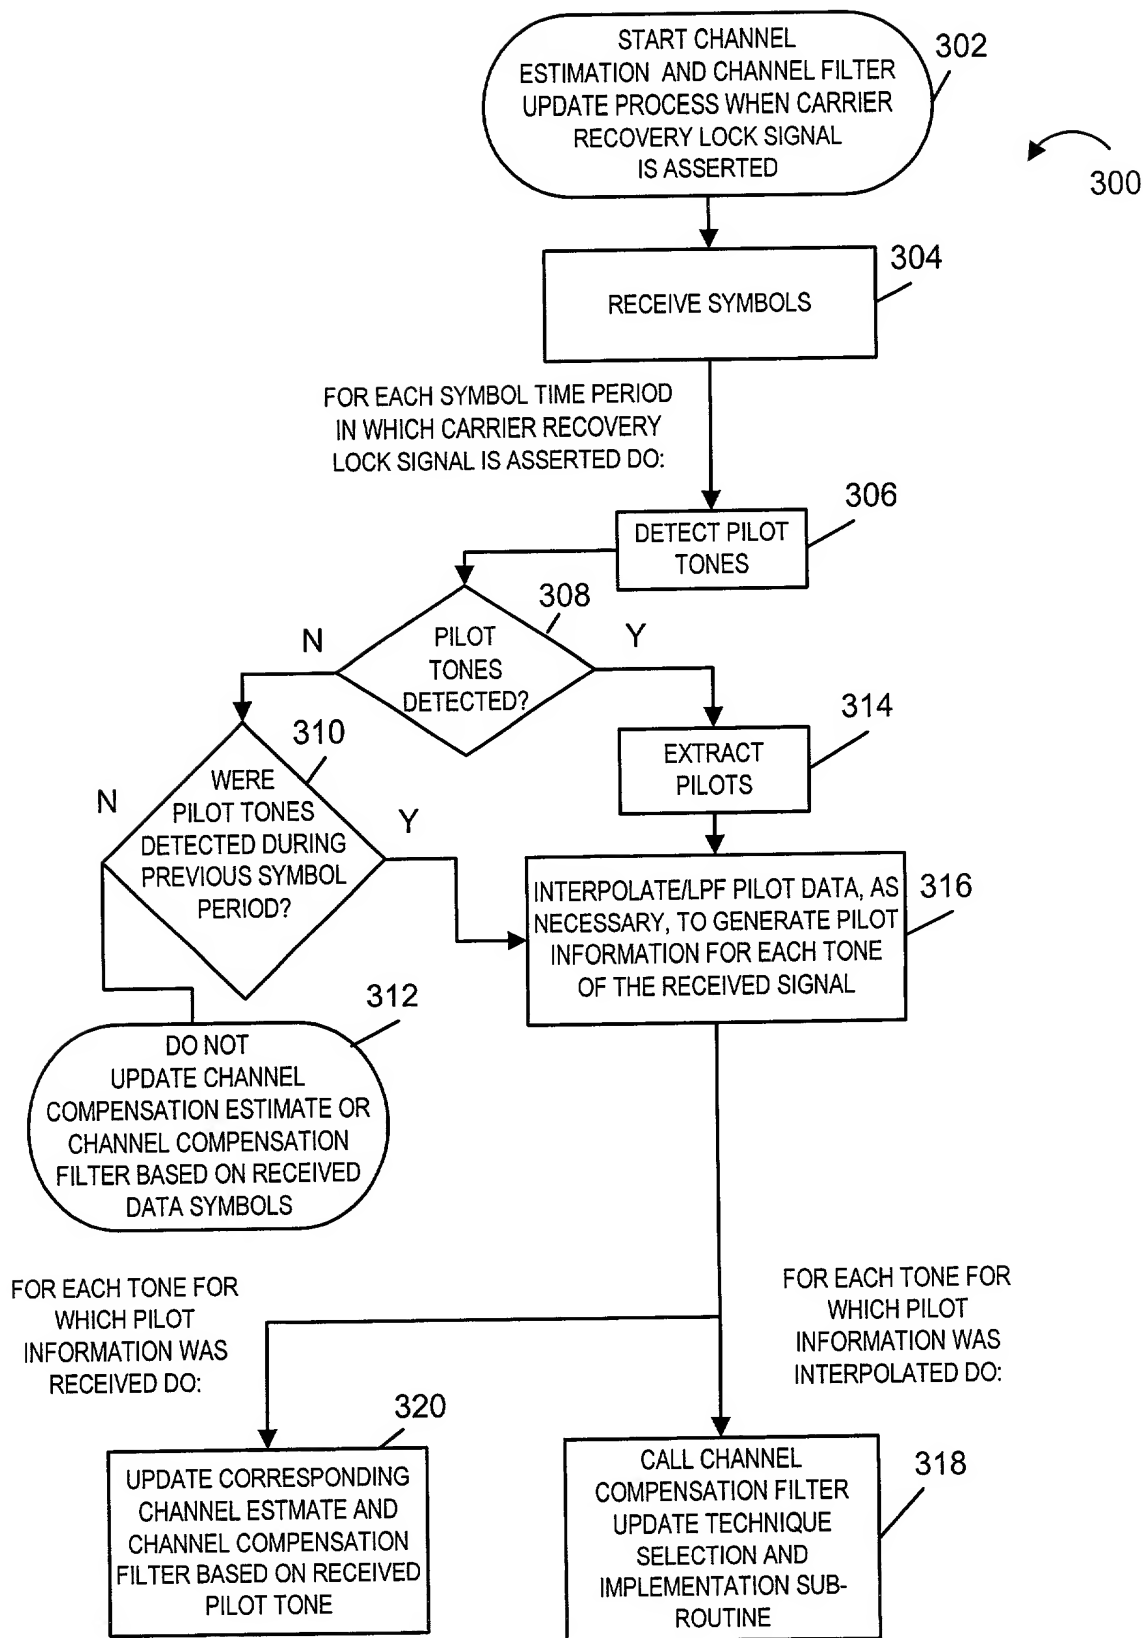 START CHANNEL
ESTIMATION AND CHANNEL FILTER
UPDATE PROCESS WHEN CARRIER
RECOVERY LOCK SIGNAL
IS ASSERTED
302
300
RECEIVE SYMBOLS
304
FOR EACH SYMBOL TIME PERIOD
IN WHICH CARRIER RECOVERY
LOCK SIGNAL IS ASSERTED DO:
DETECT PILOT
TONES
306
PILOT
TONES
DETECTED?
308
N
Y
WERE
PILOT TONES
DETECTED DURING
PREVIOUS SYMBOL
PERIOD?
310
N
Y
EXTRACT
PILOTS
314
INTERPOLATE/LPF PILOT DATA, AS
NECESSARY, TO GENERATE PILOT
INFORMATION FOR EACH TONE
OF THE RECEIVED SIGNAL
316
DO NOT
UPDATE CHANNEL
COMPENSATION ESTIMATE OR
CHANNEL COMPENSATION
FILTER BASED ON RECEIVED
DATA SYMBOLS
312
FOR EACH TONE FOR
WHICH PILOT
INFORMATION WAS
RECEIVED DO:
FOR EACH TONE FOR
WHICH PILOT
INFORMATION WAS
INTERPOLATED DO:
UPDATE CORRESPONDING
CHANNEL ESTMATE AND
CHANNEL COMPENSATION
FILTER BASED ON RECEIVED
PILOT TONE
320
CALL CHANNEL
COMPENSATION FILTER
UPDATE TECHNIQUE
SELECTION AND
IMPLEMENTATION SUB-
ROUTINE
318